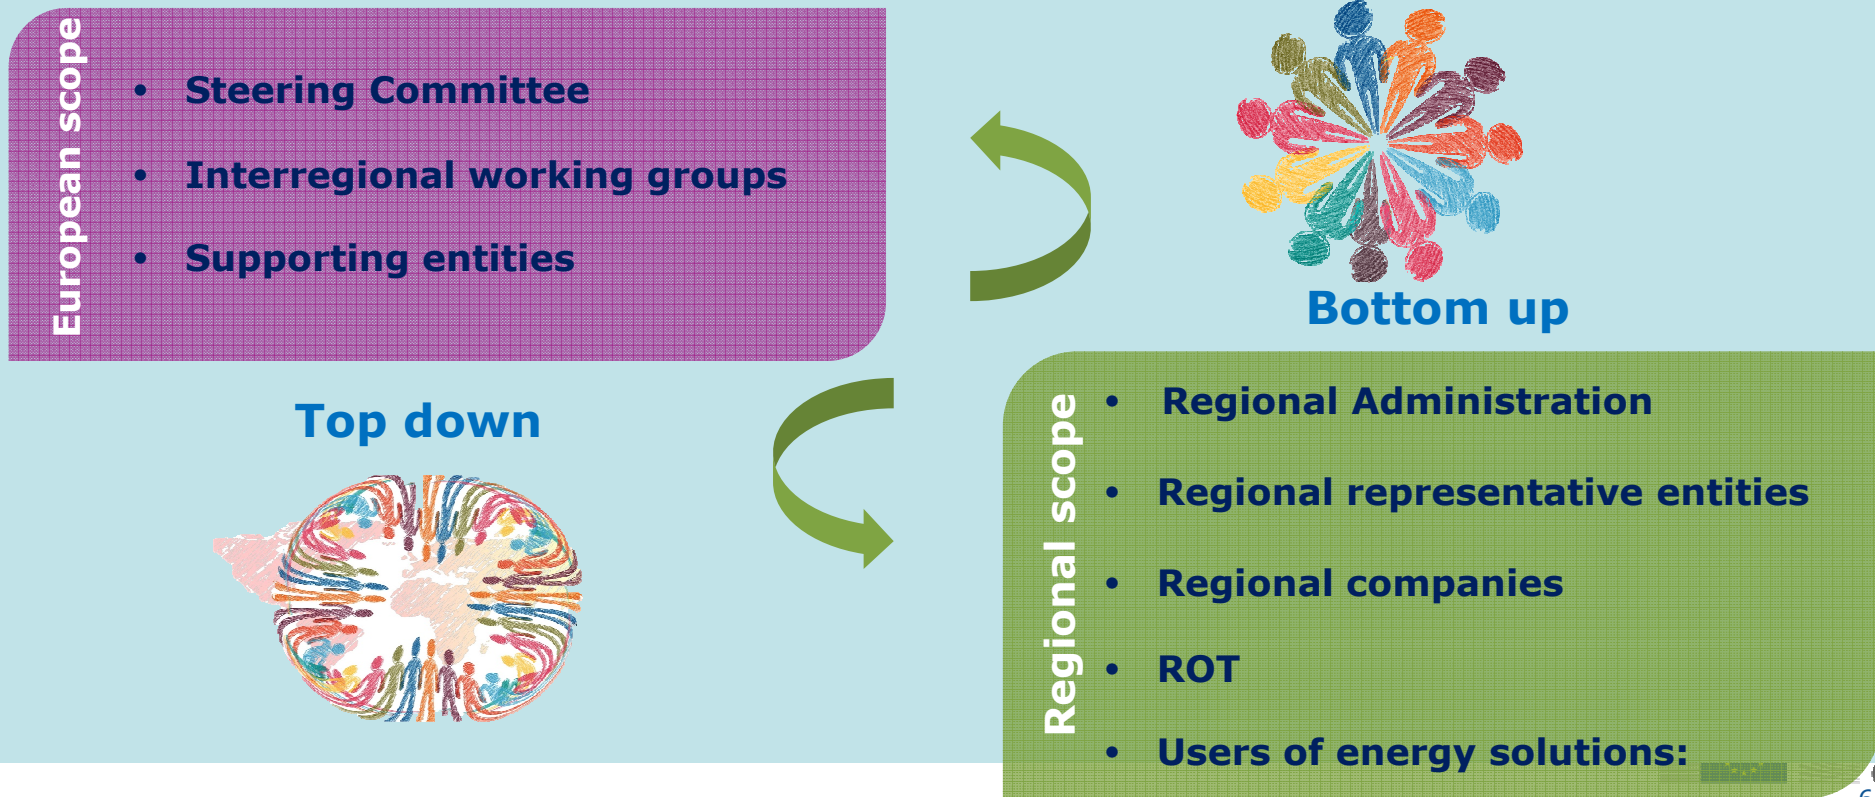 European scope
• Steering Committee
• Interregional working groups
• Supporting entities
Bottom up
Top down
Regional scope
• Regional Administration
• Regional representative entities
• Regional companies
• ROT
• Users of energy solutions: